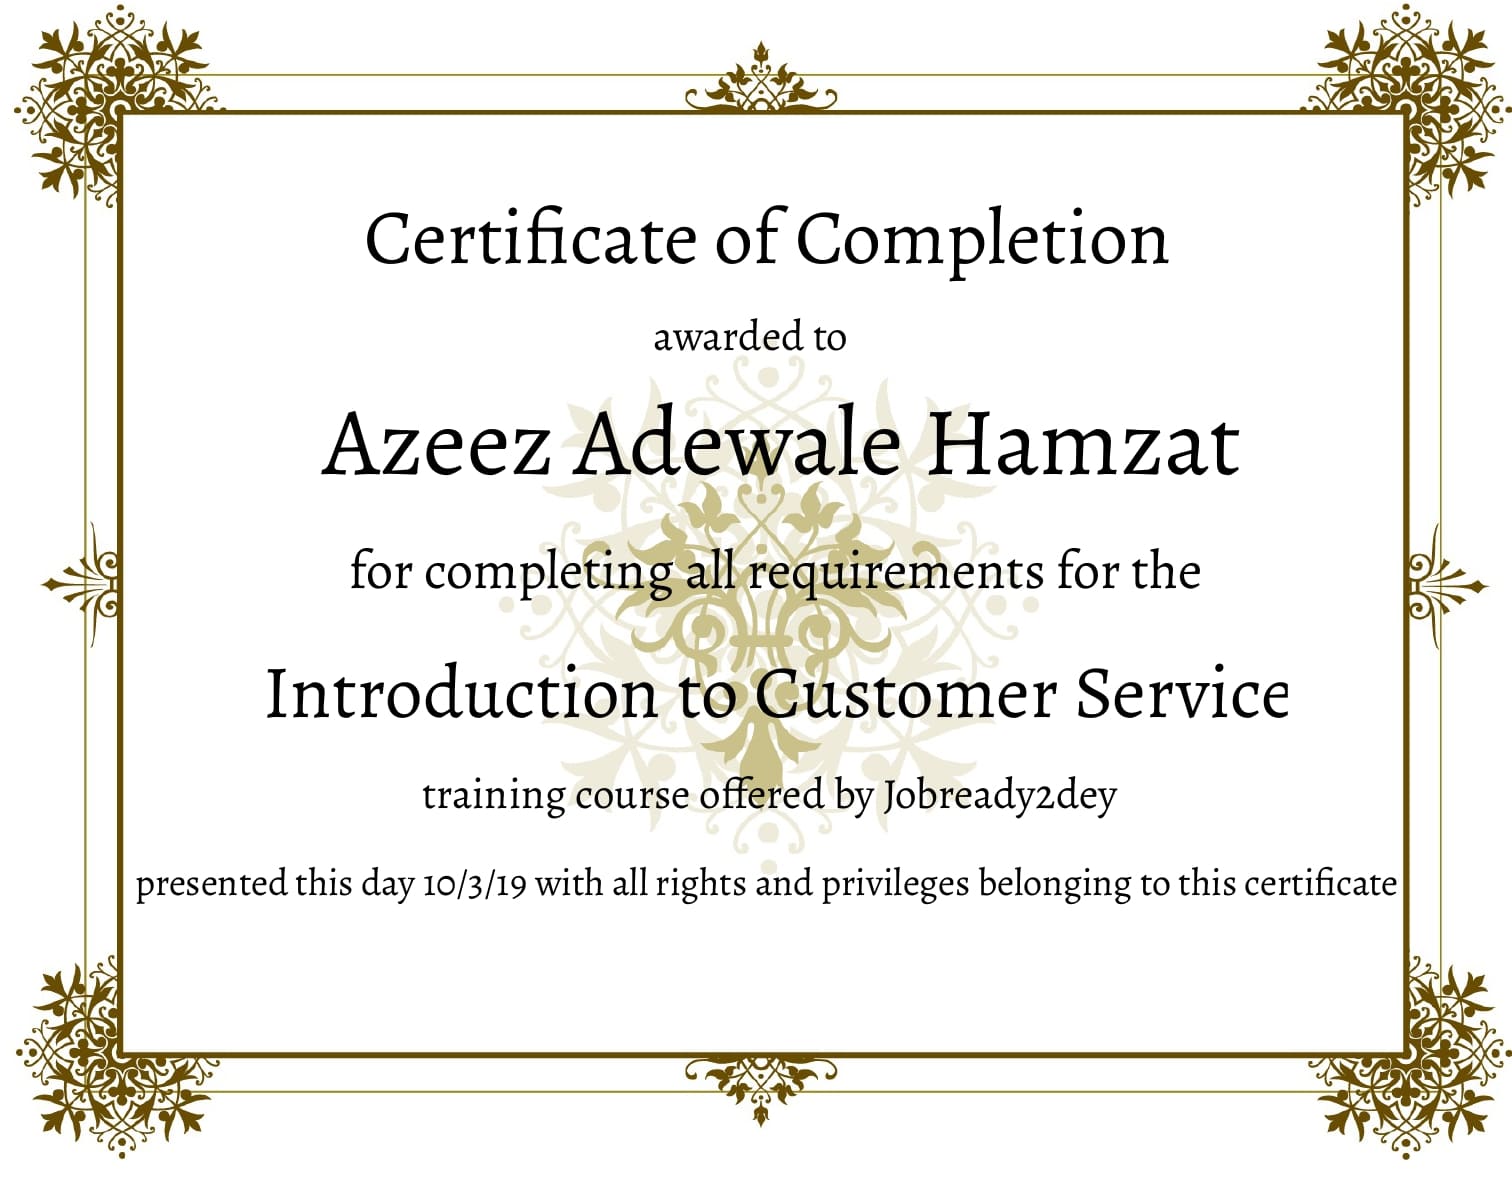 Certificate of Completion
awarded to
Azeez Adewale Hamzat
for completing all requirements for the
Introduction to Customer Service
training course offered by Jobready2dey
presented this day 10/3/19 with all rights and privileges belonging to this certificate